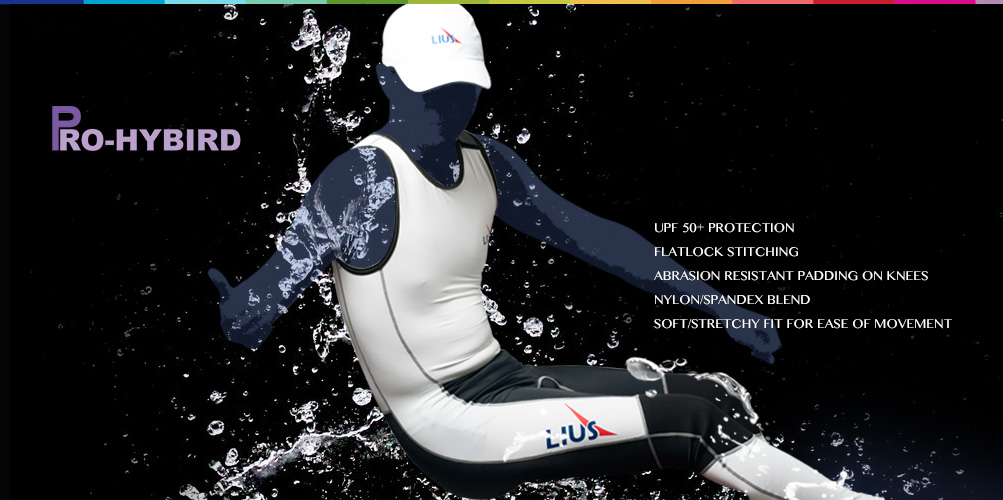 LIUS
PRO-HYBIRD
UPF 50+ PROTECTION
FLATLOCK STITCHING
ABRASION RESISTANT PADDING ON KNEES
NYLON/SPANDEX BLEND
SOFT/STRETCHY FIT FOR EASE OF MOVEMENT
LIUS